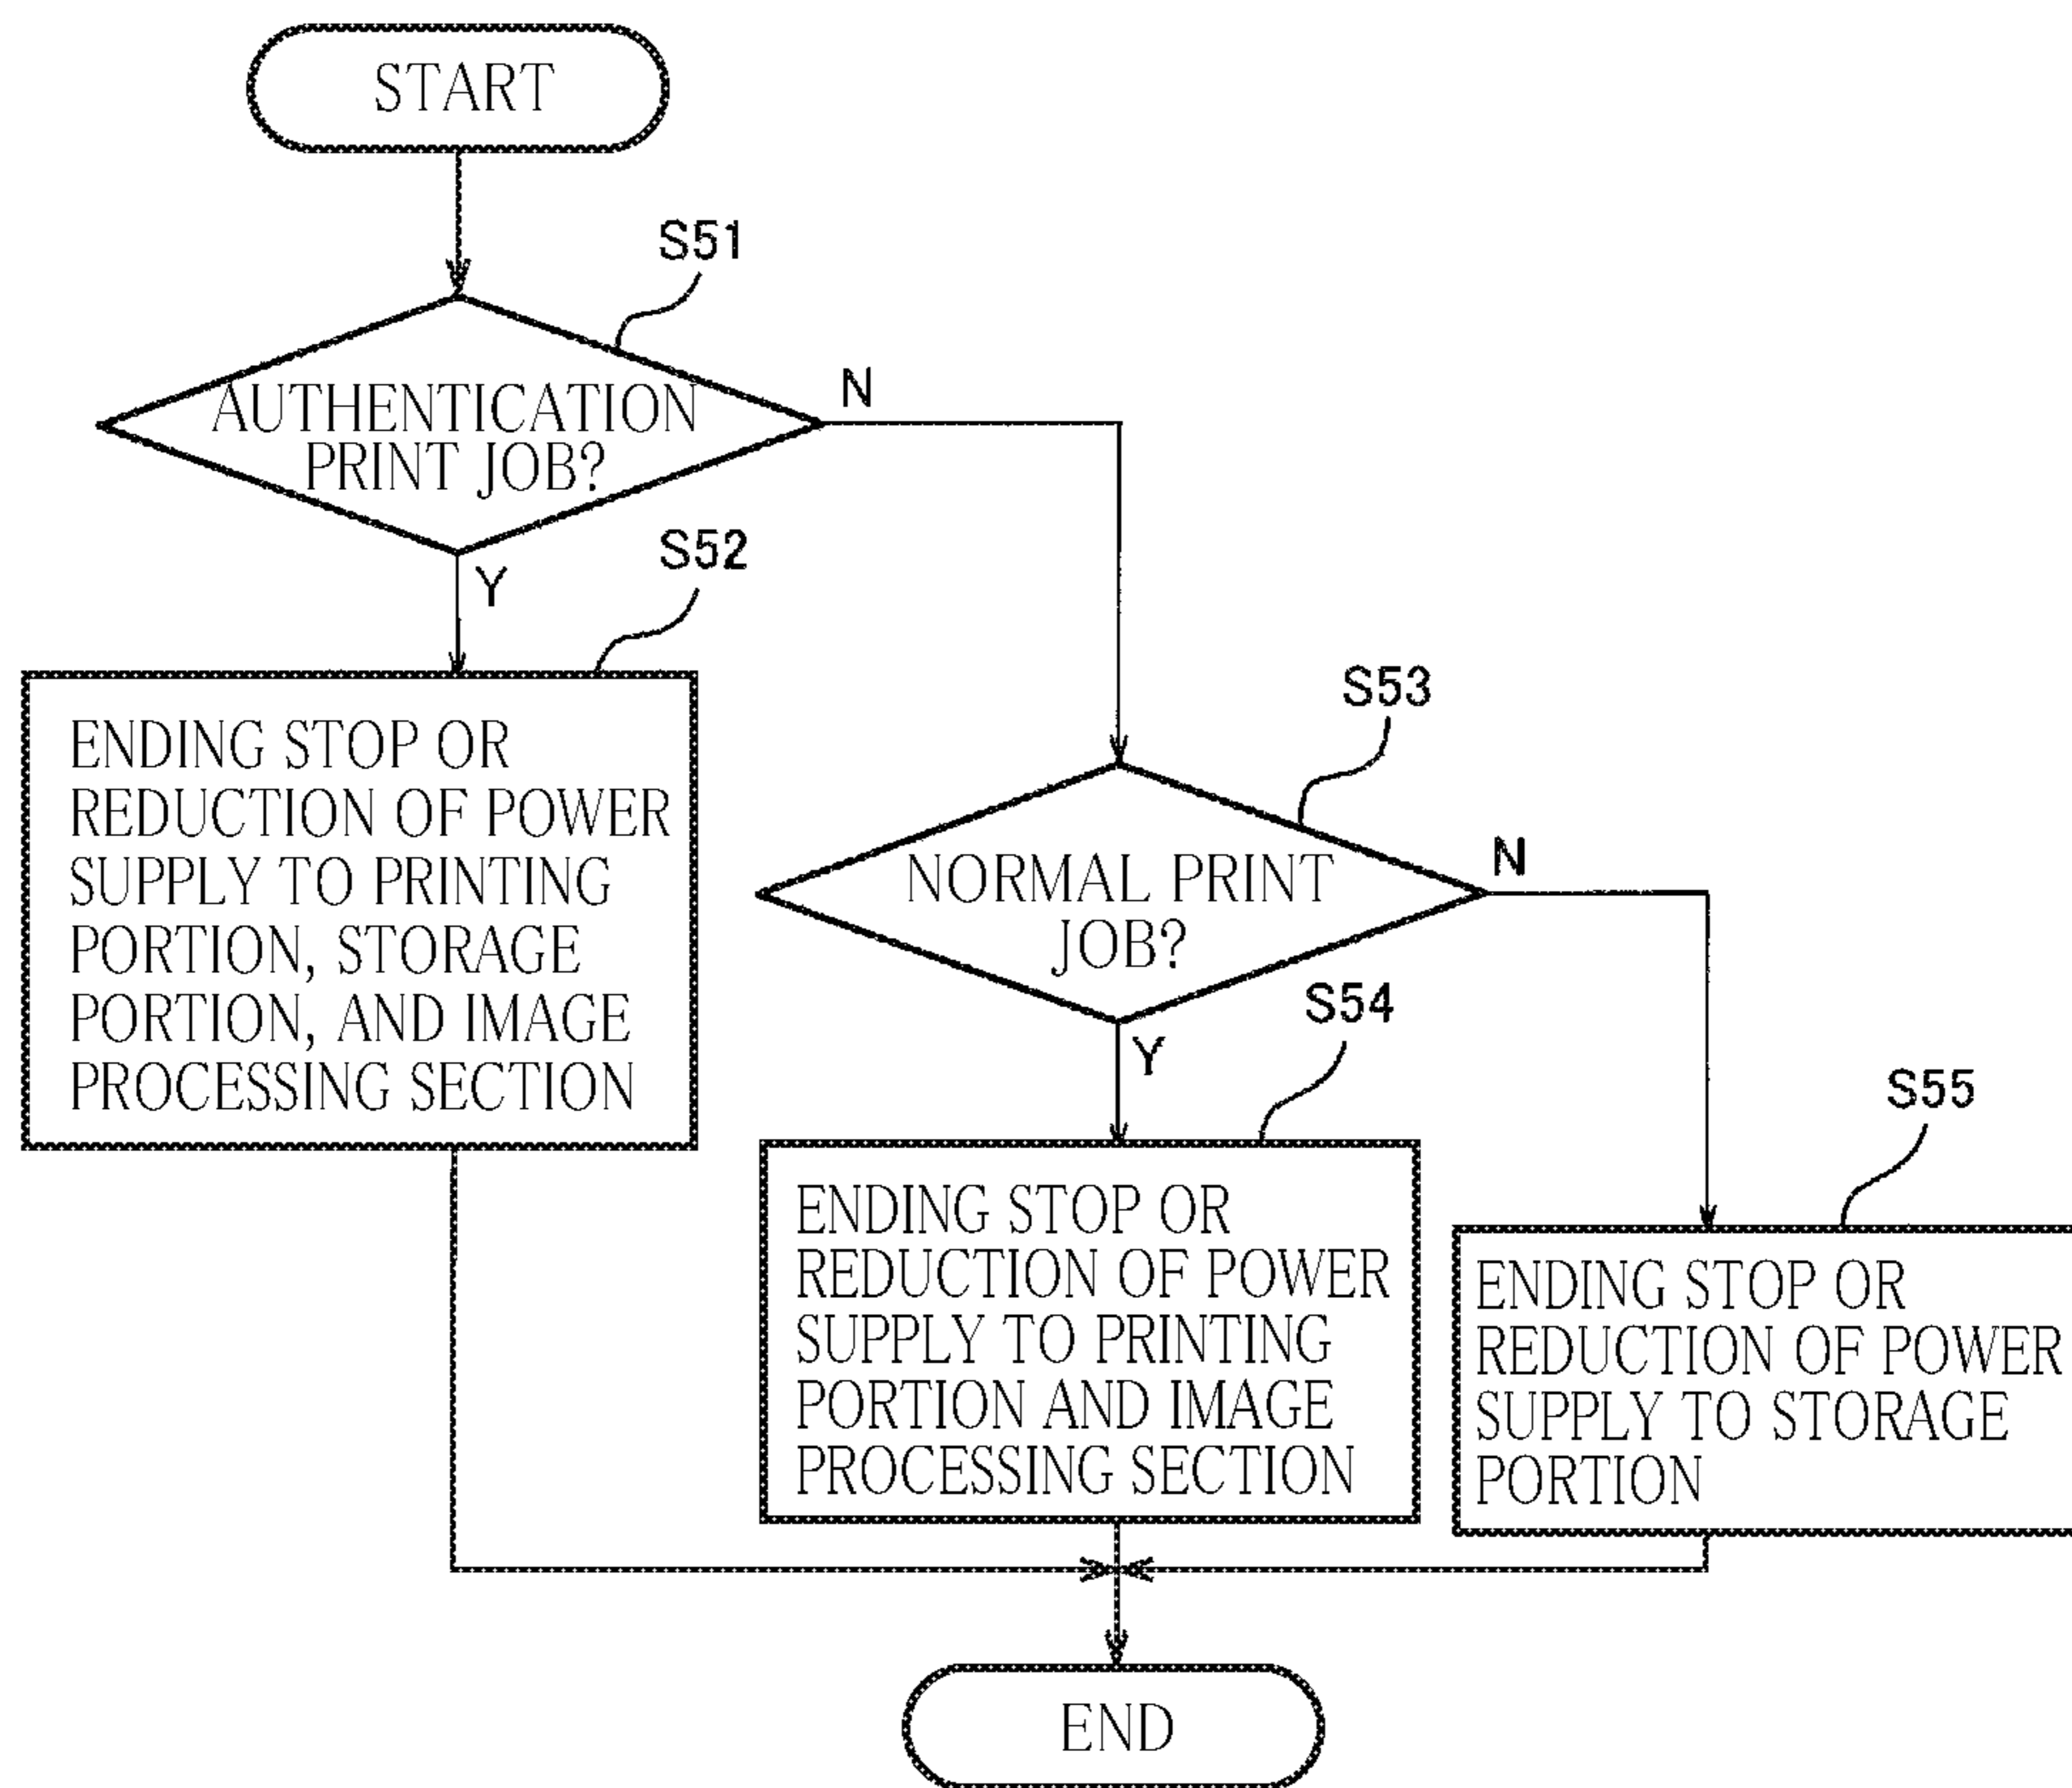 START
S51
AUTHENTICATION
PRINT JOB?
N
Y
S52
ENDING STOP OR
REDUCTION OF POWER
SUPPLY TO PRINTING
PORTION, STORAGE
PORTION, AND IMAGE
PROCESSING SECTION
S53
NORMAL PRINT
JOB?
N
Y
S54
ENDING STOP OR
REDUCTION OF POWER
SUPPLY TO PRINTING
PORTION AND IMAGE
PROCESSING SECTION
S55
ENDING STOP OR
REDUCTION OF POWER
SUPPLY TO STORAGE
PORTION
END